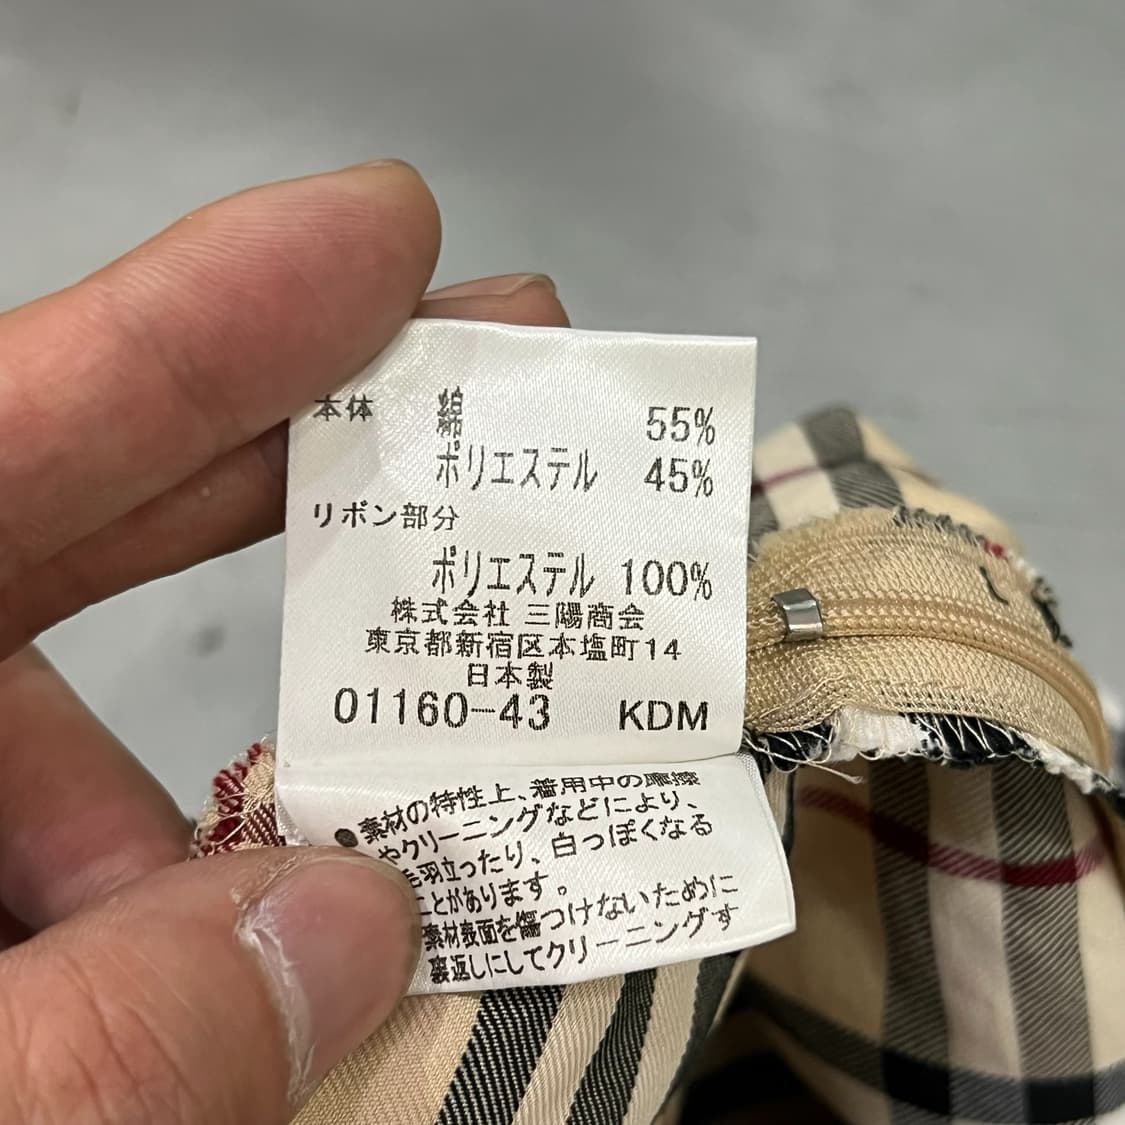 本体 綿 55%
ポリエステル 45%
リボン部分
ポリエステル 100%
株式会社 三陽商会
東京都新宿区本塩町14
日本製
01160-43 KDM
●素材の特性上、着用中の摩擦
やクリーニングなどにより、
毛羽立ったり、白っぽくなる
ことがあります。
素材表面を傷つけないために
裏返しにしてクリーニングす